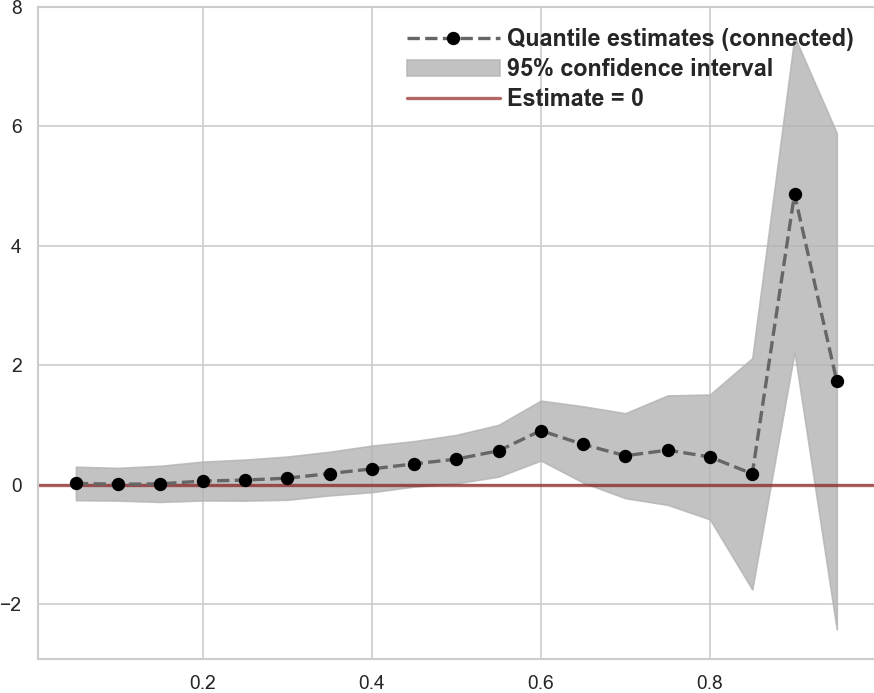 8
Quantile estimates (connected)
95% confidence interval
Estimate = 0
6
4
2
0
−2
0.2 0.4 0.6 0.8